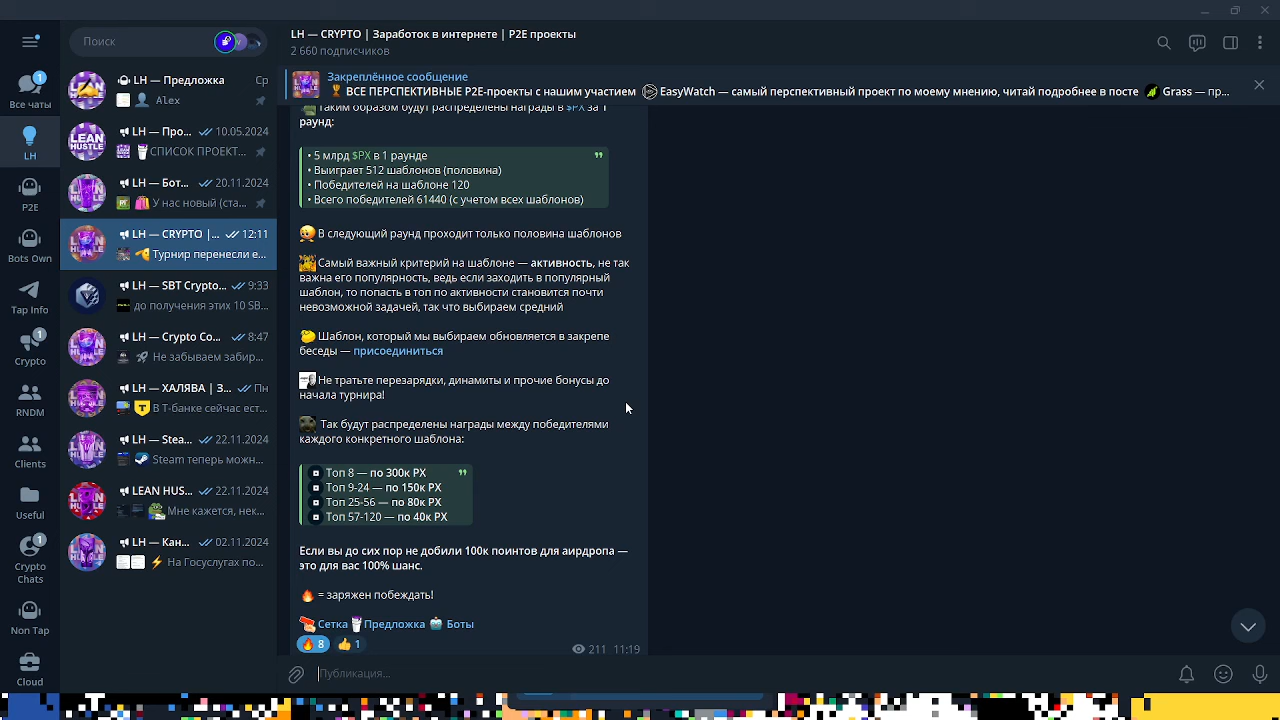 Поиск
Все чаты
1
LH
P2E
Bots Own
Tap Info
Crypto
1
RNDM
Clients
Useful
Crypto Chats
1
Non Tap
Cloud
LH — Предложка
Ср
Alex
LH — Про...
10.05.2024
СПИСОК ПРОЕКТ...
LH — Бот...
20.11.2024
У нас новый (ста...
LH — CRYPTO |...
12:11
Турнир перенесли е...
LH — SBT Crypto...
9:33
до получения этих 10 SB...
LH — Crypto Co...
8:47
Не забываем забир...
LH — ХАЛЯВА | З...
Пн
В Т-банке сейчас ест...
LH — Stea...
22.11.2024
Steam теперь можн...
LEAN HUS...
22.11.2024
Мне кажется, нек...
LH — Кан...
02.11.2024
На Госуслугах по...
LH — CRYPTO | Заработок в интернете | P2E проекты
2 660 подписчиков
Закреплённое сообщение
ВСЕ ПЕРСПЕКТИВНЫЕ P2E-проекты с нашим участием EasyWatch — самый перспективный проект по моему мнению, читай подробнее в посте Grass — пр...
Таким образом будут распределены награды в $PX за 1
раунд:
• 5 млрд $PX в 1 раунде
• Выиграет 512 шаблонов (половина)
• Победителей на шаблоне 120
• Всего победителей 61440 (с учетом всех шаблонов)
В следующий раунд проходит только половина шаблонов
Самый важный критерий на шаблоне — активность, не так
важна его популярность, ведь если заходить в популярный
шаблон, то попасть в топ по активности становится почти
невозможной задачей, так что выбираем средний
Шаблон, который мы выбираем обновляется в закрепе
беседы — присоединиться
Не тратьте перезарядки, динамиты и прочие бонусы до
начала турнира!
Так будут распределены награды между победителями
каждого конкретного шаблона:
Топ 8 — по 300к PX
Топ 9-24 — по 150к PX
Топ 25-56 — по 80к PX
Топ 57-120 — по 40к PX
Если вы до сих пор не добили 100к поинтов для аирдропа —
это для вас 100% шанс.
= заряжен побеждать!
Сетка Предложка Боты
8
1
211 11:19
Публикация...